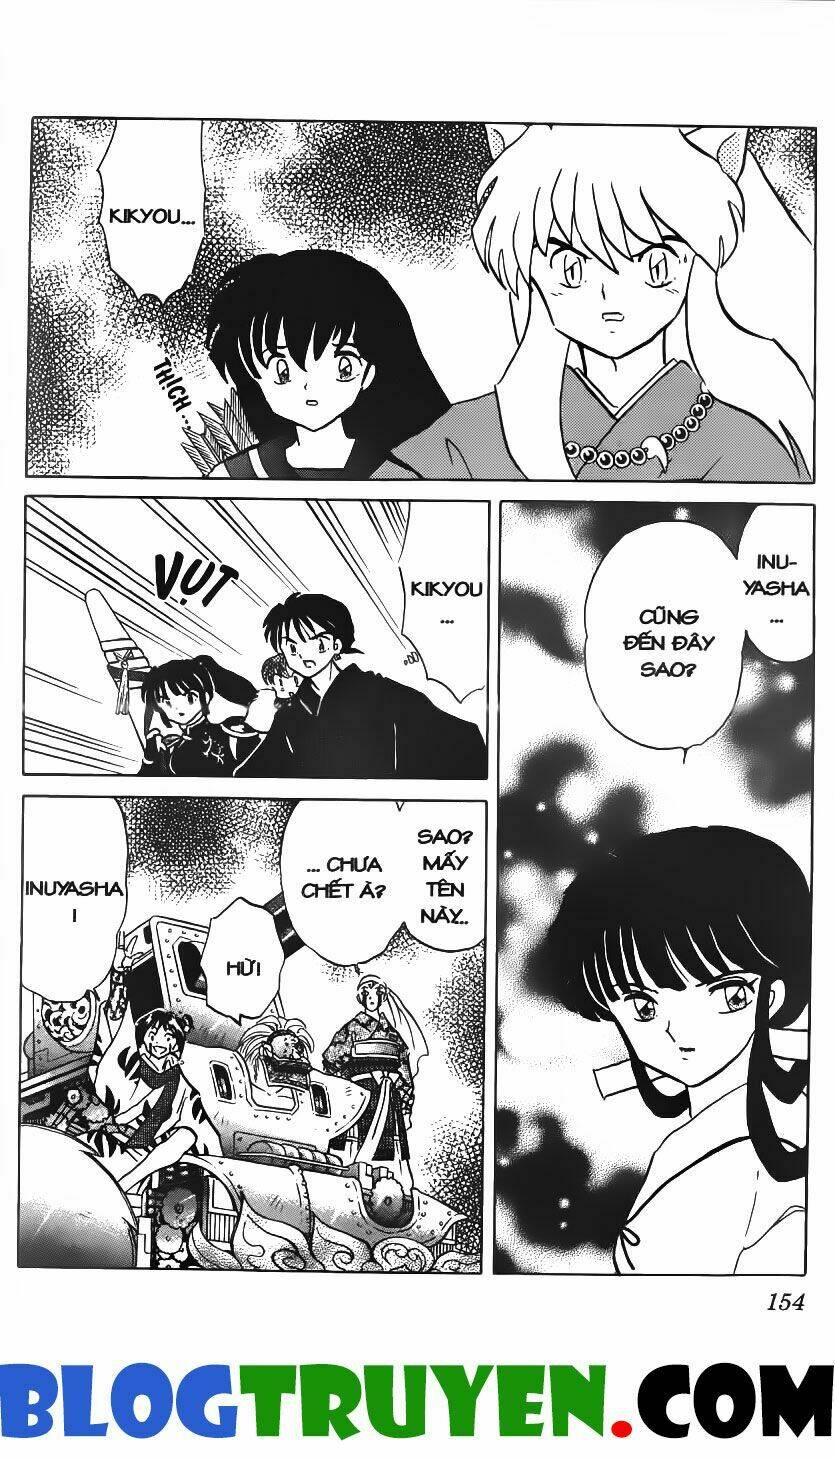 KIKYOU...
THỊCH...
KIKYOU
...
VỤT
INU-
YASHA
...
CŨNG
ĐẾN ĐÂY
SAO?
SAO?
MẤY
TÊN
NÀY...
... CHƯA
CHẾT À?
HỪ!
INUYASHA
!
154
BLOGTRUYEN.COM